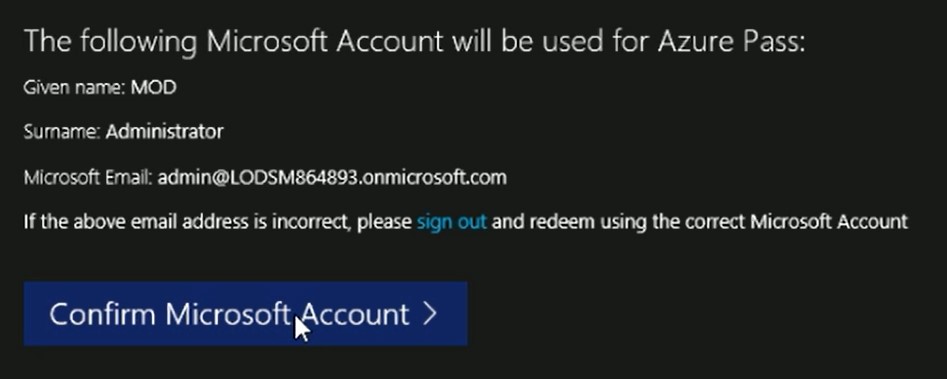 The following Microsoft Account will be used for Azure Pass:
Given name: MOD
Surname: Administrator
Microsoft Email: admin@LODSM864893.onmicrosoft.com
If the above email address is incorrect, please sign out and redeem using the correct Microsoft Account
Confirm Microsoft Account >